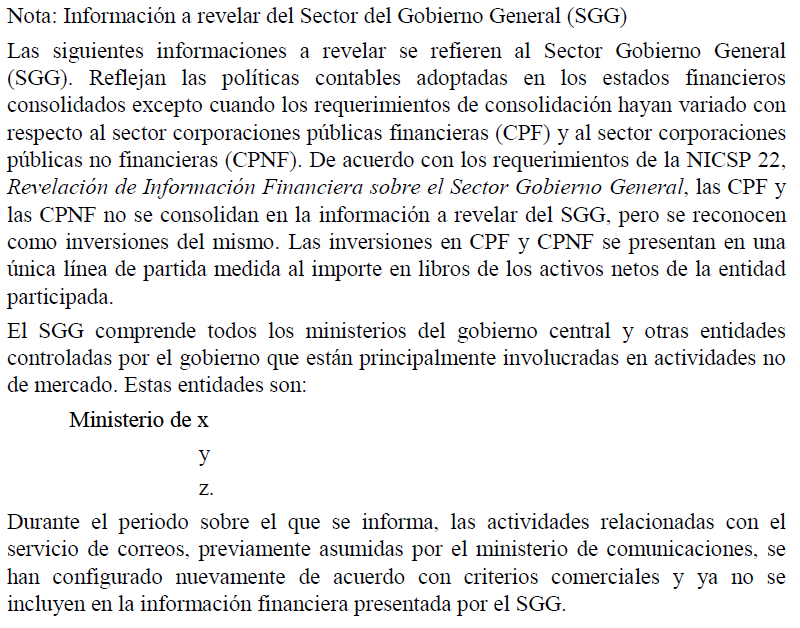 Nota: Información a revelar del Sector del Gobierno General (SGG)
Las siguientes informaciones a revelar se refieren al Sector Gobierno General
(SGG). Reflejan las políticas contables adoptadas en los estados financieros
consolidados excepto cuando los requerimientos de consolidación hayan variado con
respecto al sector corporaciones públicas financieras (CPF) y al sector corporaciones
públicas no financieras (CPNF). De acuerdo con los requerimientos de la NICSP 22,
Revelación de Información Financiera sobre el Sector Gobierno General, las CPF y
las CPNF no se consolidan en la información a revelar del SGG, pero se reconocen
como inversiones del mismo. Las inversiones en CPF y CPNF se presentan en una
única línea de partida medida al importe en libros de los activos netos de la entidad
participada.
El SGG comprende todos los ministerios del gobierno central y otras entidades
controladas por el gobierno que están principalmente involucradas en actividades no
de mercado. Estas entidades son:
Ministerio de x
y
z.
Durante el periodo sobre el que se informa, las actividades relacionadas con el
servicio de correos, previamente asumidas por el ministerio de comunicaciones, se
han configurado nuevamente de acuerdo con criterios comerciales y ya no se
incluyen en la información financiera presentada por el SGG.